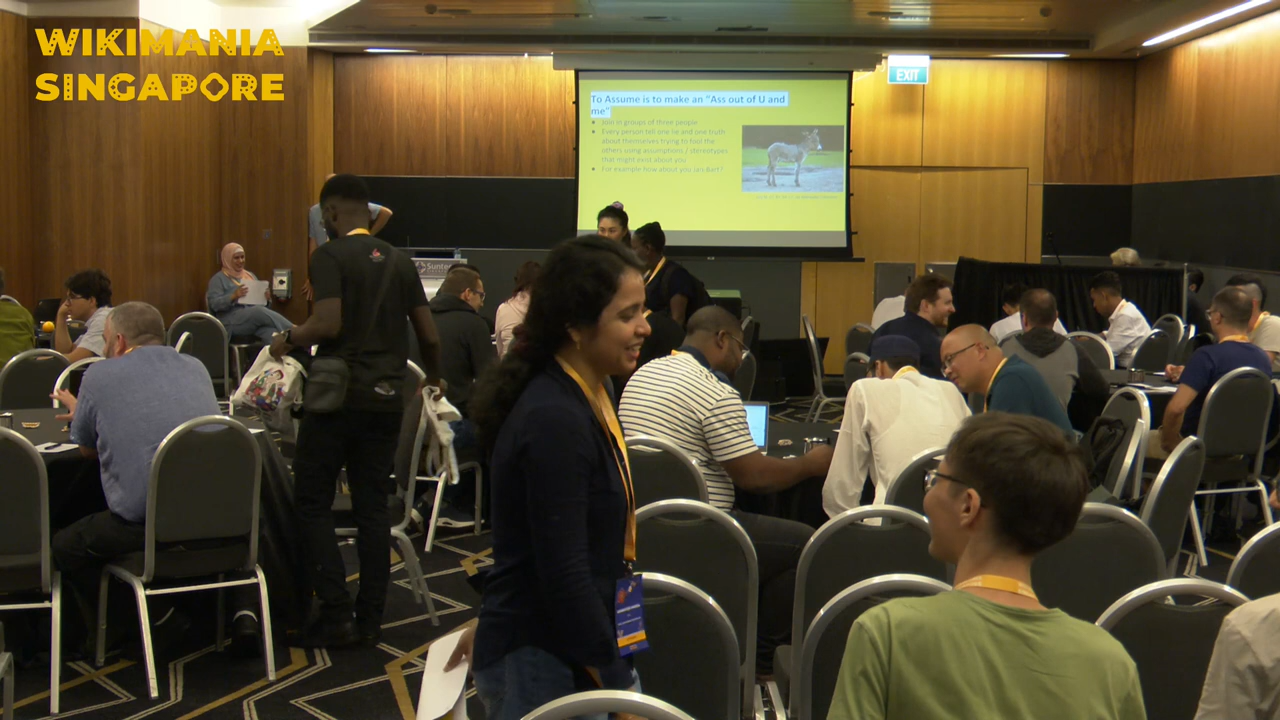 WIKIMANIA
SINGAPORE
EXIT
To Assume is to make an "Ass out of U and
me"
Join in groups of three people
Every person tell one lie and one truth
about themselves trying to fool the
others using assumptions / stereotypes
that might exist about you
For example how about you
Suntec